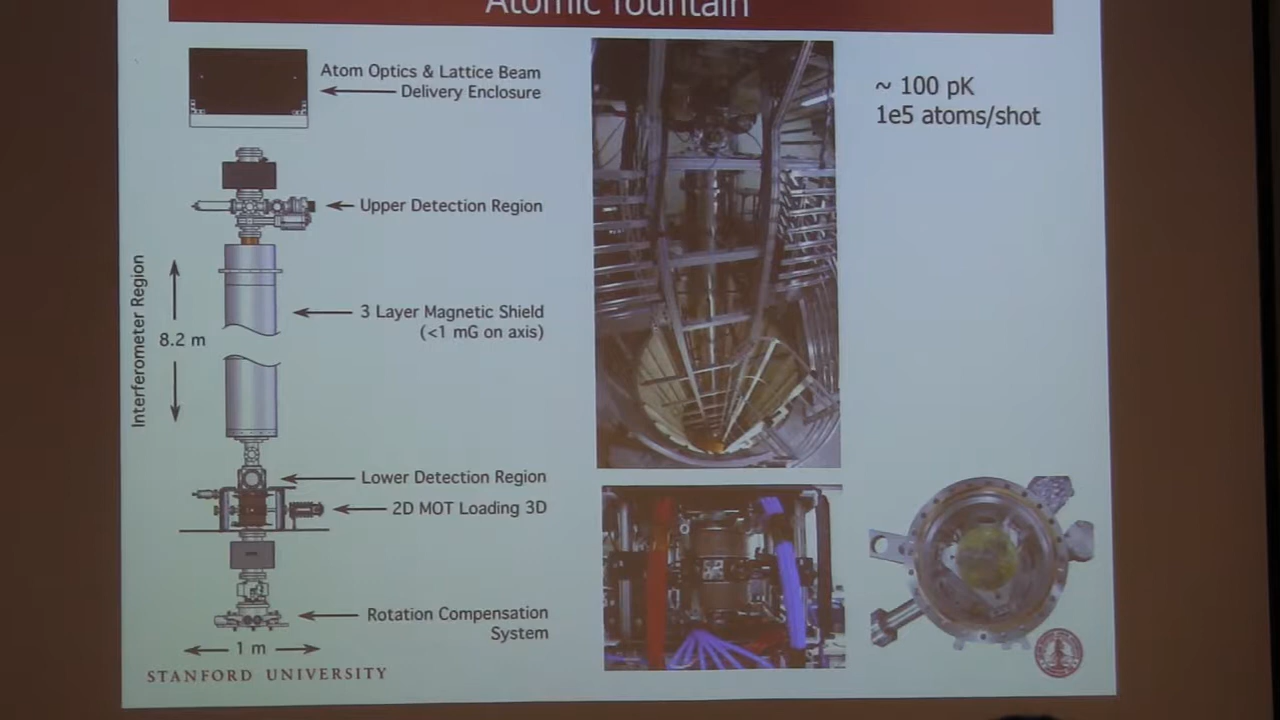 Atomic fountain
Atom Optics & Lattice Beam
Delivery Enclosure
~ 100 pK
1e5 atoms/shot
Upper Detection Region
Interferometer Region
8.2 m
3 Layer Magnetic Shield
(<1 mG on axis)
Lower Detection Region
2D MOT Loading 3D
Rotation Compensation
System
1 m
STANFORD UNIVERSITY